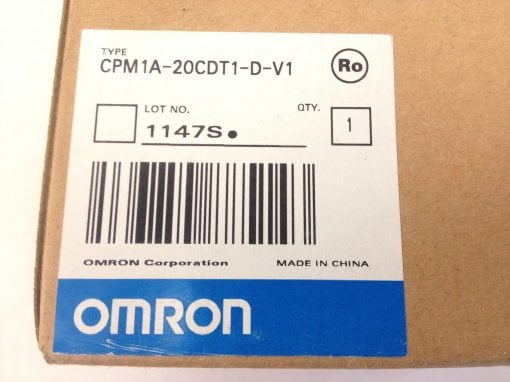 TYPE
CPM1A-20CDT1-D-V1
Ro
LOT NO.
QTY.
1147S.
1
OMRON Corporation
MADE IN CHINA
OMRON